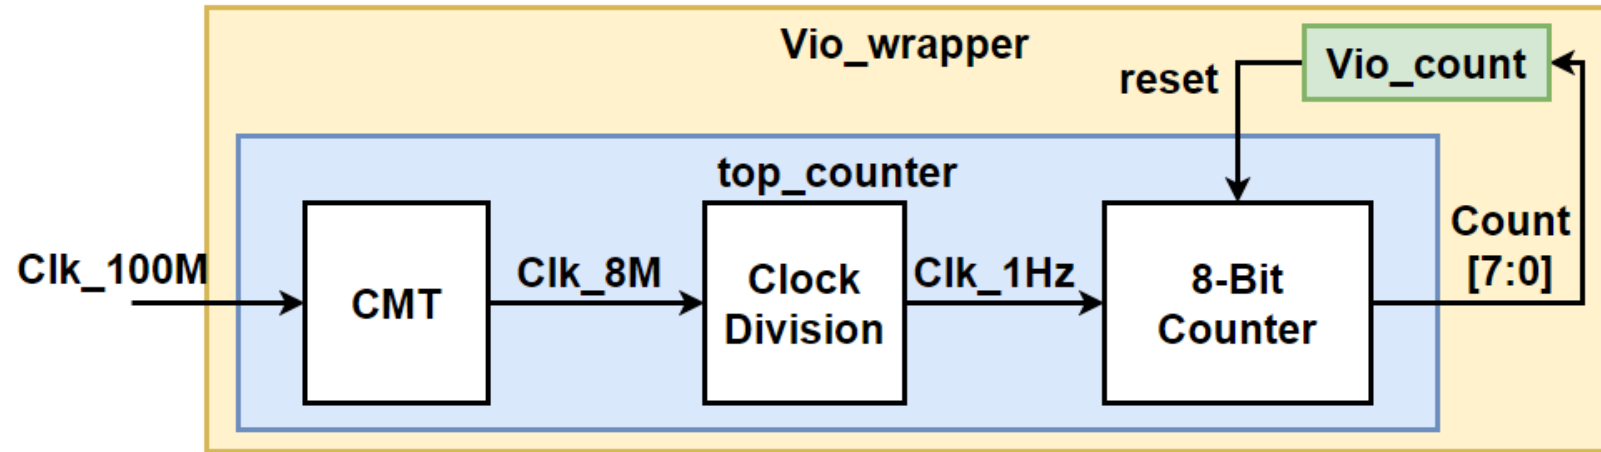 Vio_wrapper
Vio_count
reset
top_counter
Clk_100M
CMT
Clk_8M
Clock
Division
Clk_1Hz
8-Bit
Counter
Count
[7:0]